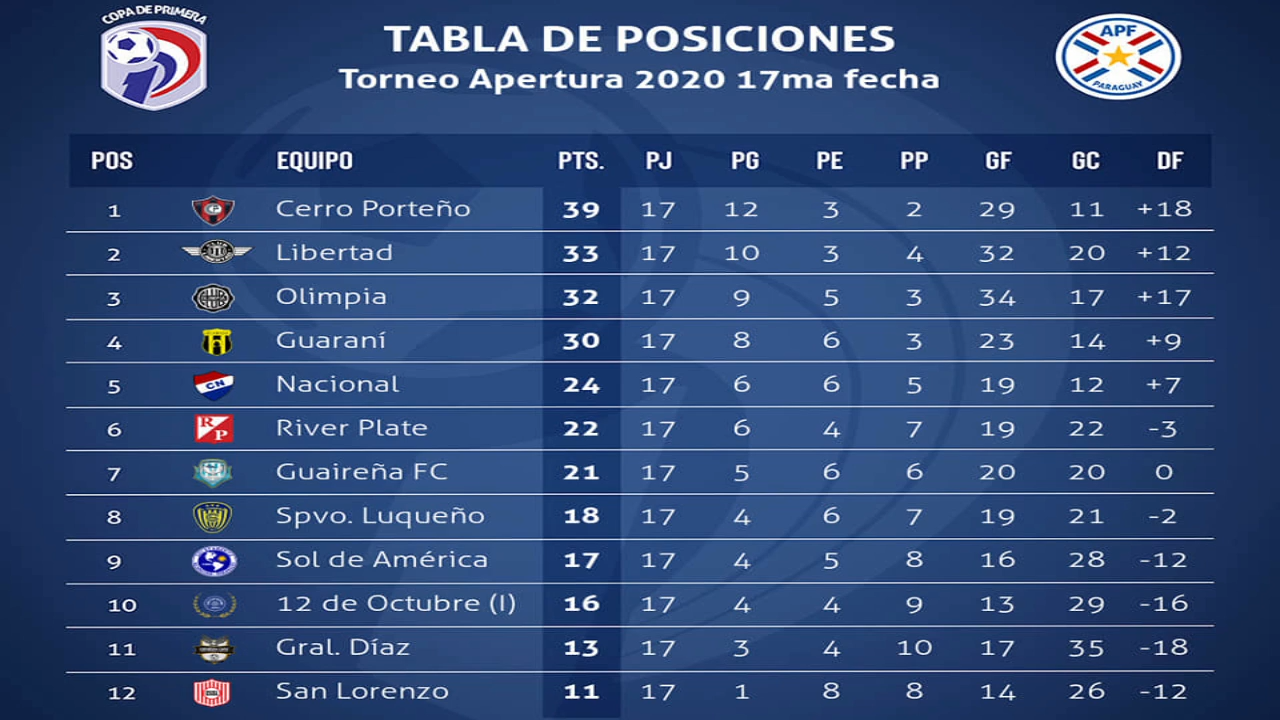 COPA DE PRIMERA
TABLA DE POSICIONES
Torneo Apertura 2020 17ma fecha
APF
PARAGUAY
POS EQUIPO PTS. PJ PG PE PP GF GC DF
1 Cerro Porteño 39 17 12 3 2 29 11 +18
2 Libertad 33 17 10 3 4 32 20 +12
3 Olimpia 32 17 9 5 3 34 17 +17
4 Guaraní 30 17 8 6 3 23 14 +9
5 CN Nacional 24 17 6 6 5 19 12 +7
6 RP River Plate 22 17 6 4 7 19 22 -3
7 Guaireña FC 21 17 5 6 6 20 20 0
8 Spvo. Luqueño 18 17 4 6 7 19 21 -2
9 Sol de América 17 17 4 5 8 16 28 -12
10 12 de Octubre (I) 16 17 4 4 9 13 29 -16
11 Gral. Díaz 13 17 3 4 10 17 35 -18
12 San Lorenzo 11 17 1 8 8 14 26 -12